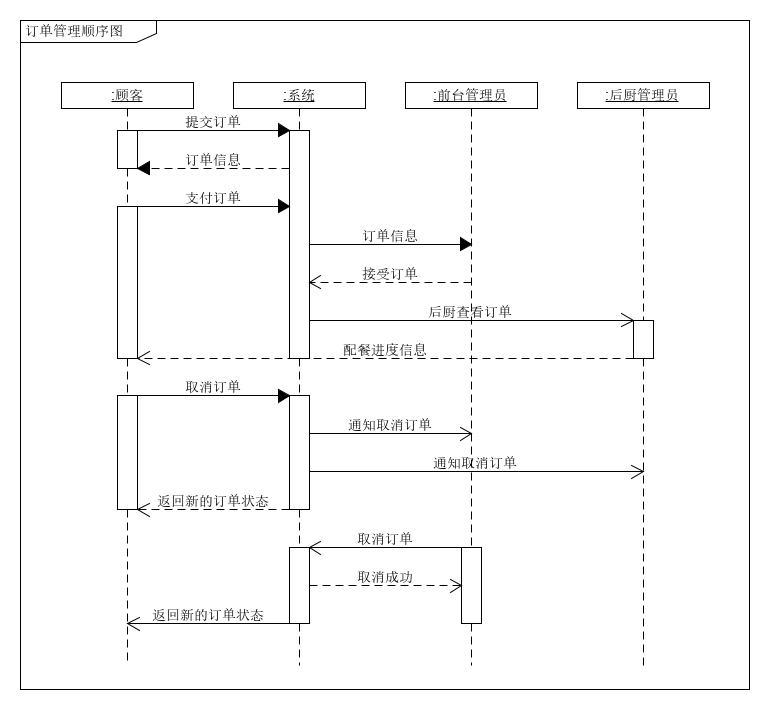 订单管理顺序图
:顾客
:系统
:前台管理员
:后厨管理员
提交订单
订单信息
支付订单
订单信息
接受订单
后厨查看订单
配餐进度信息
取消订单
通知取消订单
通知取消订单
返回新的订单状态
取消订单
取消成功
返回新的订单状态